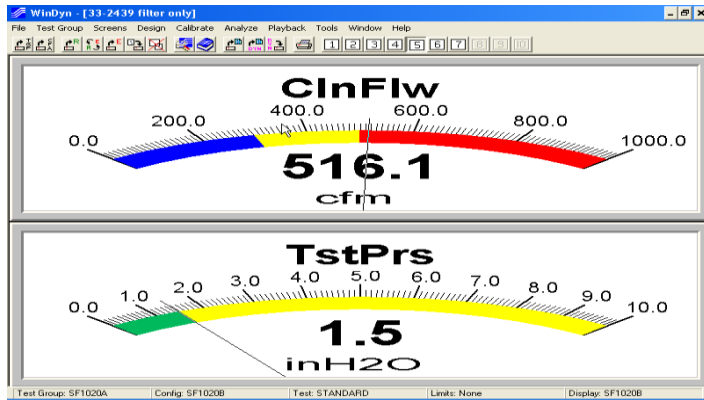 WinDyn - [33-2439 filter only]
File Test Group Screens Design Calibrate Analyze Playback Tools Window Help
1 2 3 4 5 6 7 8 9 10
ClnFlw
0.0 200.0 400.0 600.0 800.0 1000.0
516.1
cfm
TstPrs
0.0 1.0 2.0 3.0 4.0 5.0 6.0 7.0 8.0 9.0 10.0
1.5
inH2O
Test Group: SF1020A Config: SF1020B Test: STANDARD Limits: None Display: SF1020B